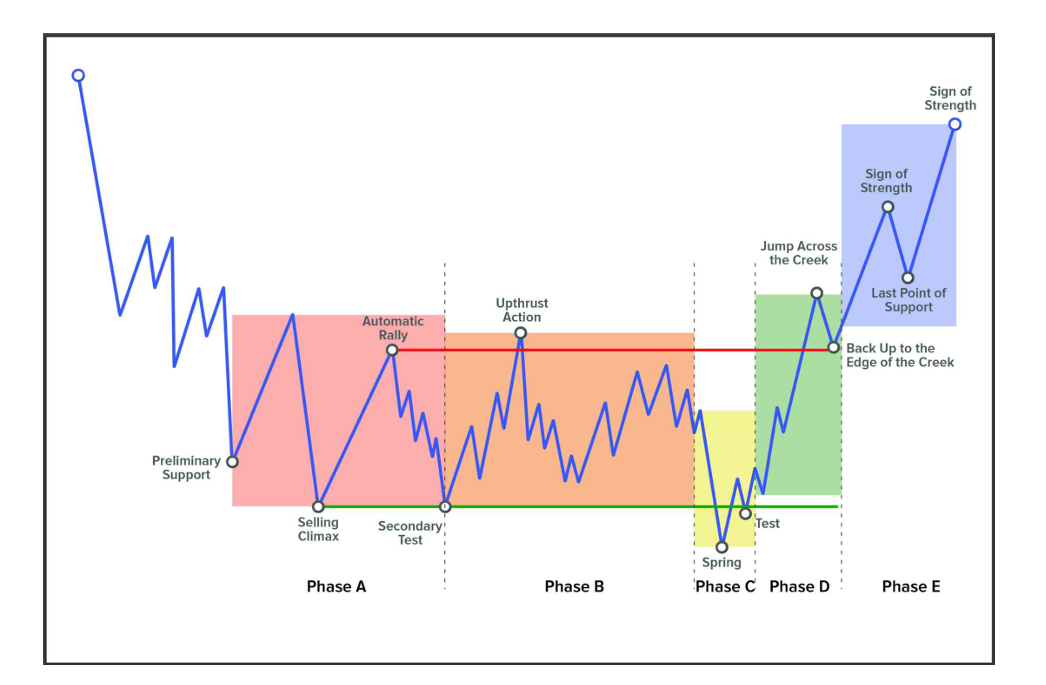 Sign of
Strength
Sign of
Strength
Jump Across
the Creek
Last Point of
Support
Upthrust
Action
Automatic
Rally
Back Up to the
Edge of the Creek
Preliminary
Support
Selling
Climax
Secondary
Test
Test
Spring
Phase A
Phase B
Phase C
Phase D
Phase E